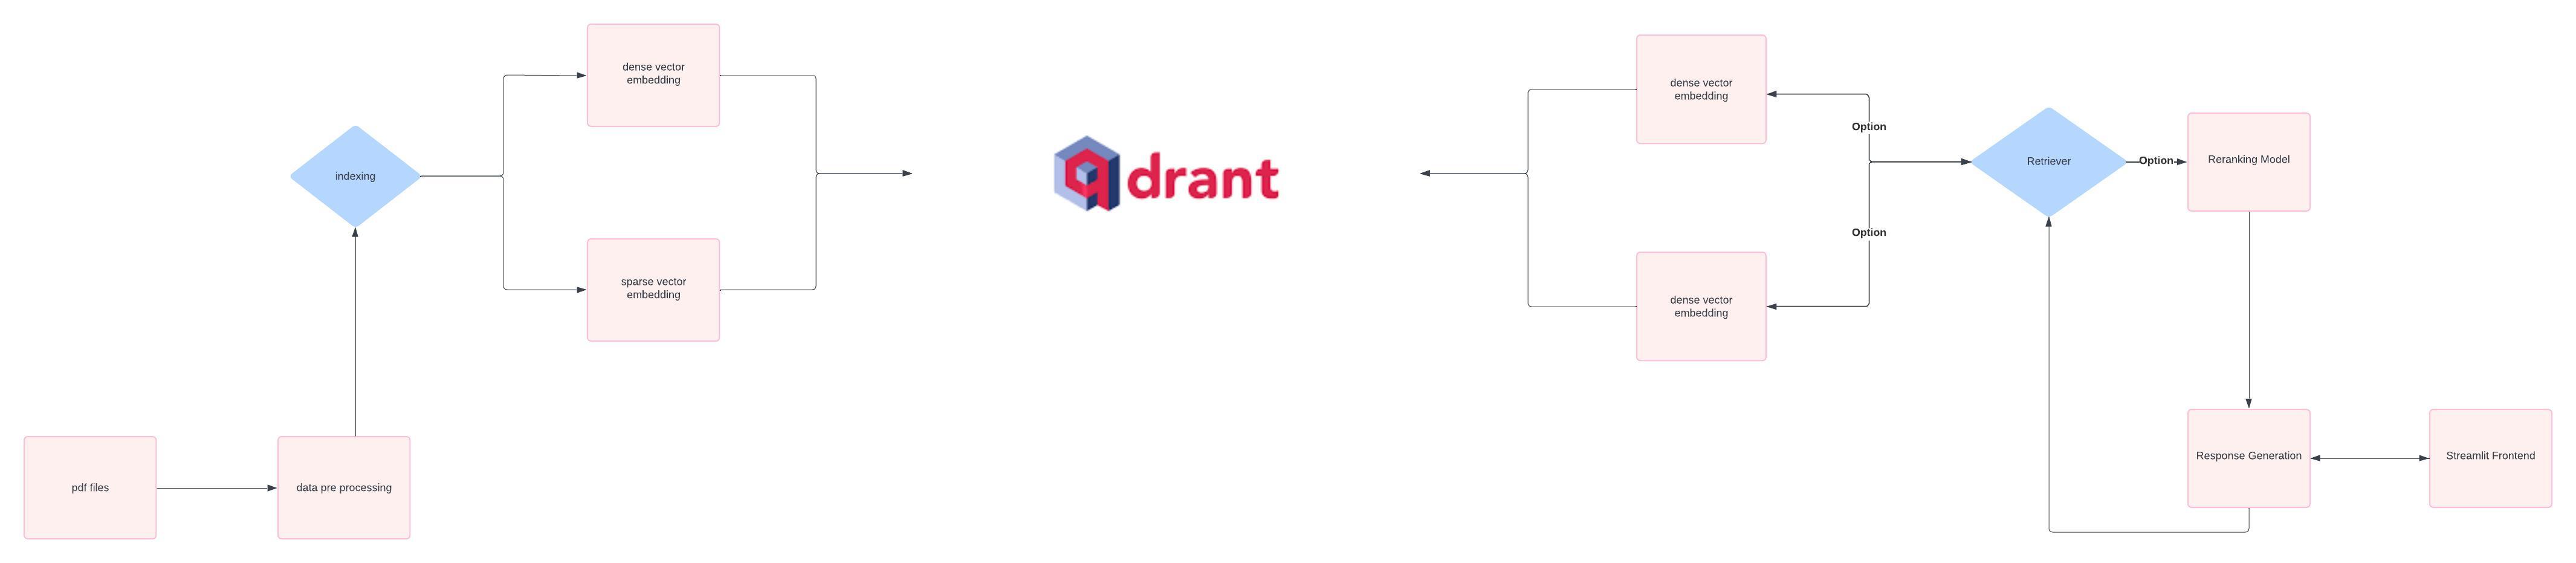 dense vector
embedding
indexing
sparse vector
embedding
pdf files
data pre processing
qdrant
dense vector
embedding
Option
Option
dense vector
embedding
Retriever
Option
Reranking Model
Response Generation
Streamlit Frontend